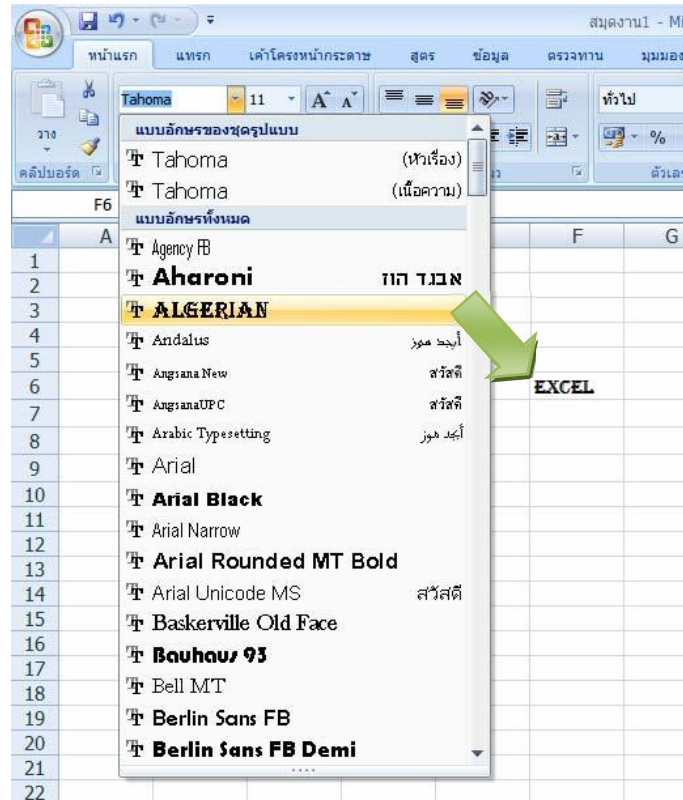 สมุดงาน1 - Mi
หน้าแรก แทรก เค้าโครงหน้ากระดาษ สูตร ข้อมูล ตรวจทาน มุมมอง
Tahoma 11 A A ทั่วไป
วาง %
คลิปบอร์ด
F6
แบบอักษรของชุดรูปแบบ
Tahoma (หัวเรื่อง)
Tahoma (เนื้อความ)
แบบอักษรทั้งหมด
A F G
Agency FB
1
Aharoni אבגד הוז
2
ALGERIAN
3
Andalus أبجد هوز
4
Angsana New สวัสดี
5
EXCEL
6
AngsanaUPC สวัสดี
7
Arabic Typesetting أبجد هوز
8
Arial
9
Arial Black
10
Arial Narrow
11
12
Arial Rounded MT Bold
13
Arial Unicode MS สวัสดี
14
Baskerville Old Face
15
Bauhaus 93
16
17
Bell MT
18
Berlin Sans FB
19
Berlin Sans FB Demi
20
21
22